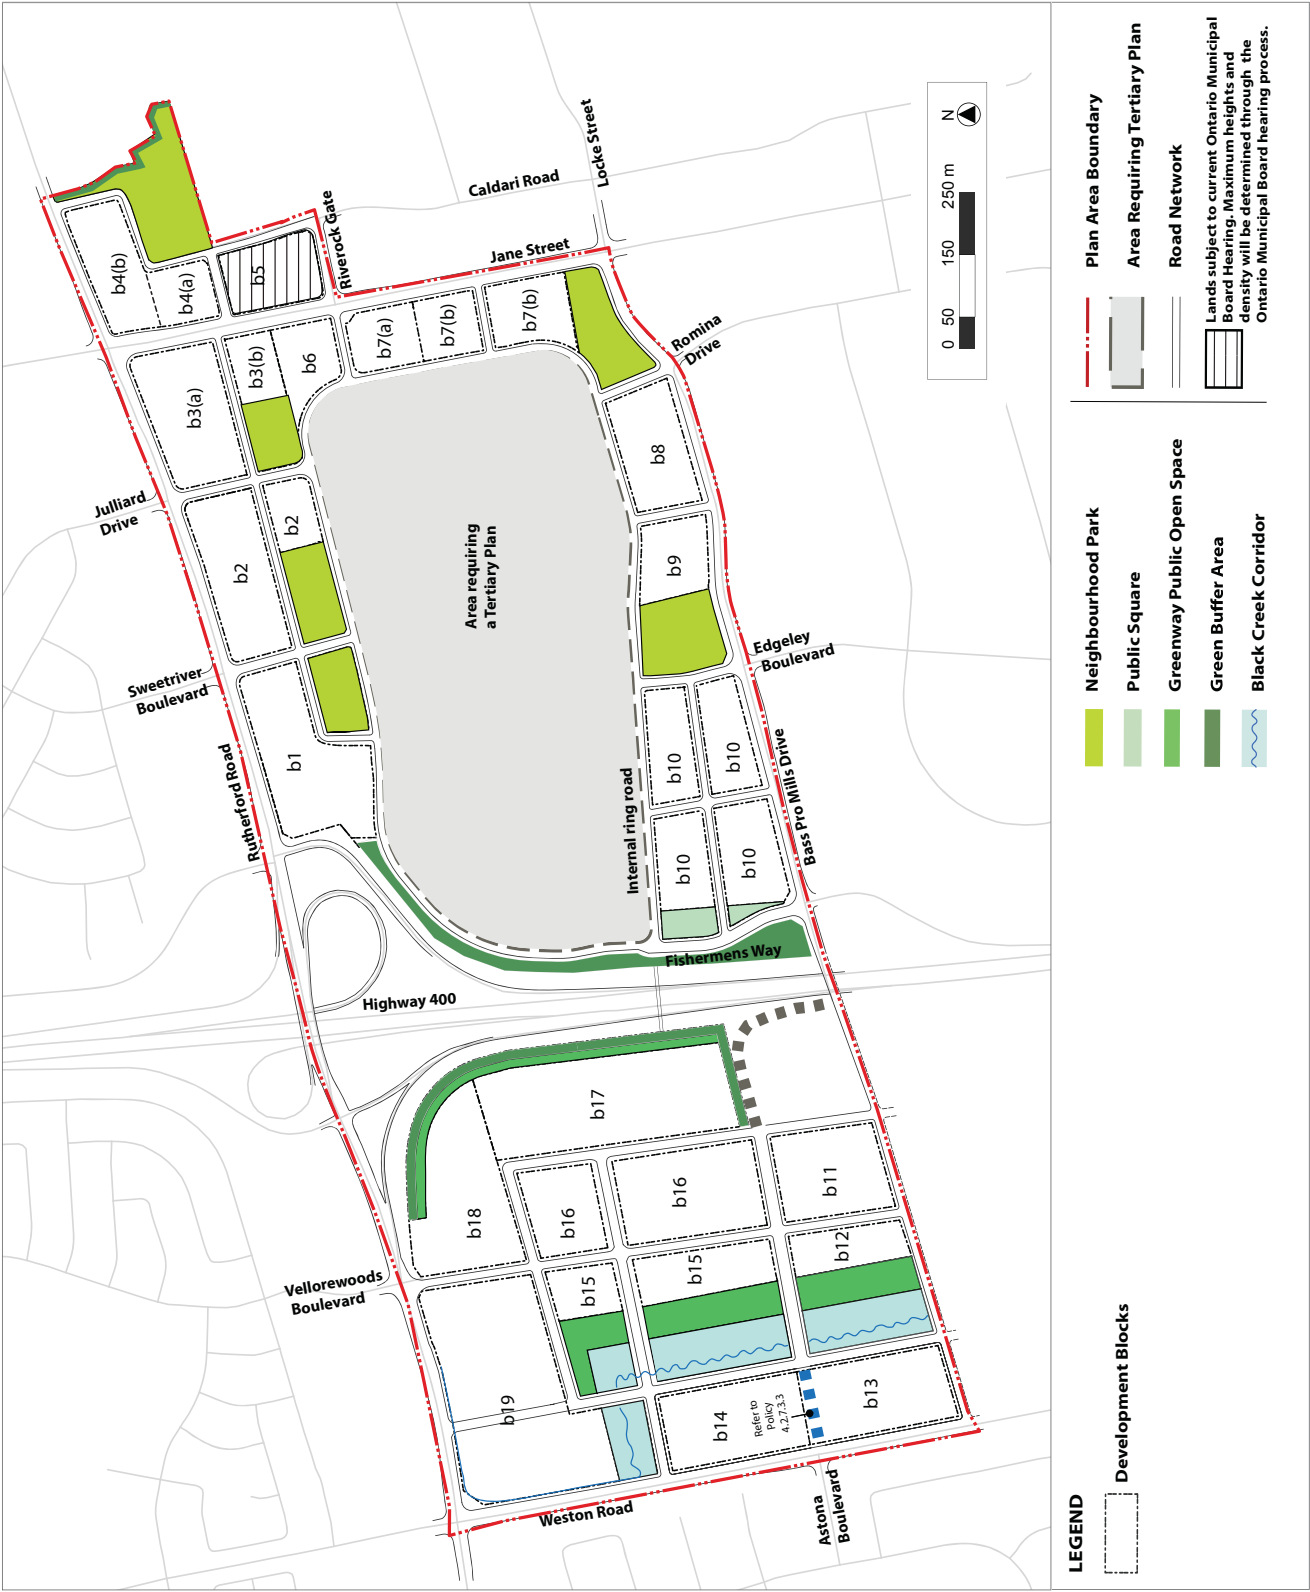 b4(b)
b4(a)
b5
b3(a)
b3(b)
b6
b7(a)
b7(b)
b7(b)
b2
b2
b1
b8
b9
b10
b10
b10
b10
b17
b18
b16
b16
b11
b15
b15
b12
b19
b14
b13
Refer to
Policy
4.2.7.3.3
Area requiring
a Tertiary Plan
Internal ring road
Riverock Gate
Jane Street
Caldari Road
Locke Street
Romina
Drive
Julliard
Drive
Sweetriver
Boulevard
Rutherford Road
Edgeley
Boulevard
Bass Pro Mills Drive
Fishermens Way
Highway 400
Vellorewoods
Boulevard
Weston Road
Astona
Boulevard
0 50 150 250 m
N
LEGEND
Development Blocks
Neighbourhood Park
Public Square
Greenway Public Open Space
Green Buffer Area
Black Creek Corridor
Plan Area Boundary
Area Requiring Tertiary Plan
Road Network
Lands subject to current Ontario Municipal
Board Hearing. Maximum heights and
density will be determined through the
Ontario Municipal Board hearing process.